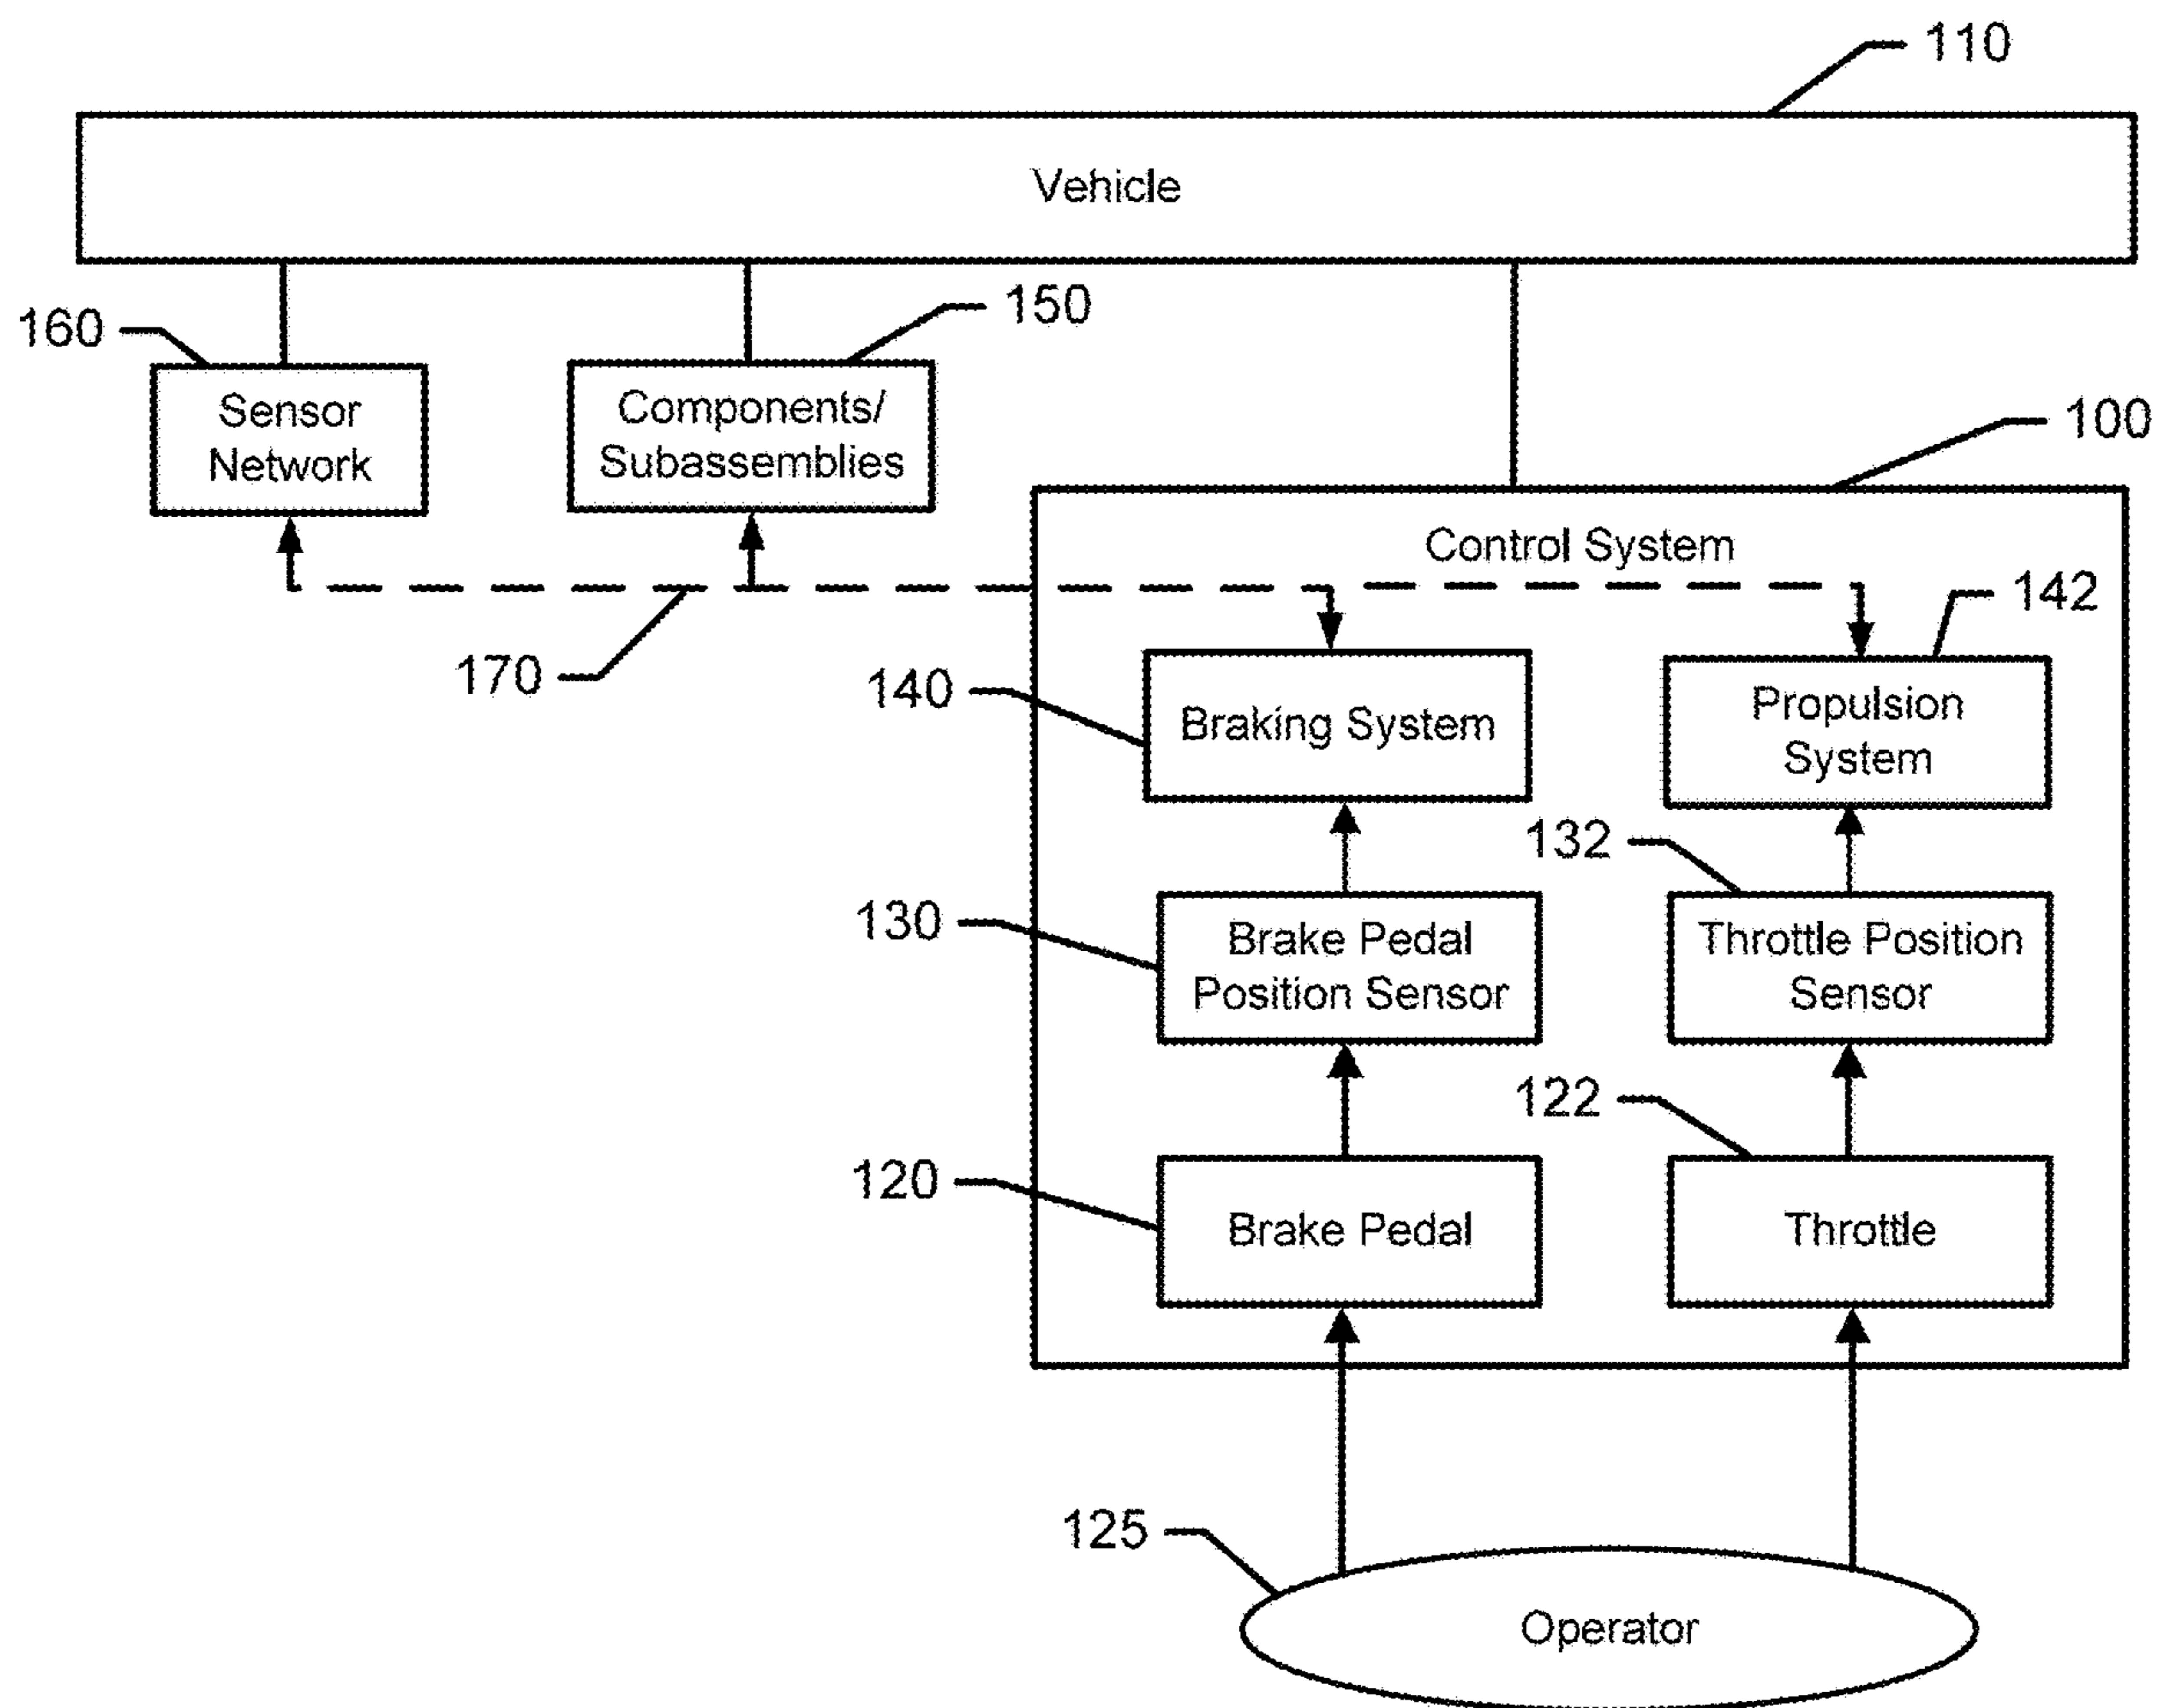 110
Vehicle
160
150
Sensor
Network
Components/
Subassemblies
100
Control System
170
142
140
Braking System
Propulsion
System
132
130
Brake Pedal
Position Sensor
Throttle Position
Sensor
122
120
Brake Pedal
Throttle
125
Operator